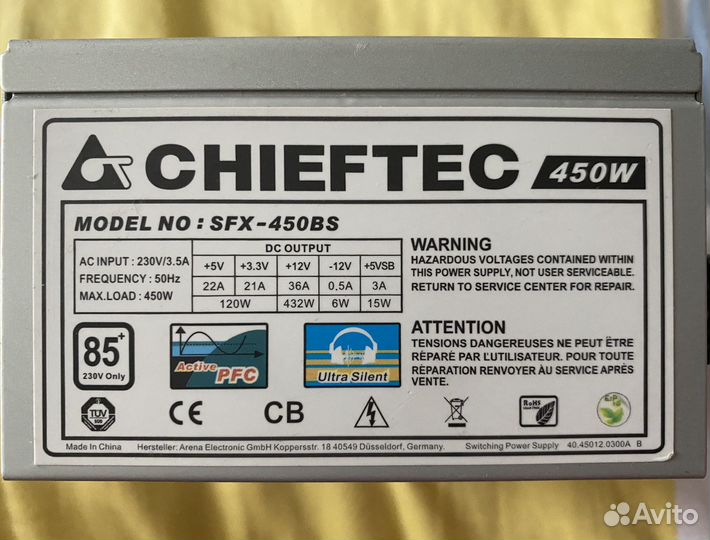 CHIEFTEC 450W
MODEL NO : SFX-450BS
AC INPUT : 230V/3.5A
FREQUENCY : 50Hz
MAX.LOAD : 450W
DC OUTPUT
+5V +3.3V +12V -12V +5VSB
22A 21A 36A 0,5A 3A
120W 432W 6W 15W
WARNING
HAZARDOUS VOLTAGES CONTAINED WITHIN
THIS POWER SUPPLY, NOT USER SERVICEABLE.
RETURN TO SERVICE CENTER FOR REPAIR.
85+
230V Only
Active
PFC
Ultra Silent
ATTENTION
TENSIONS DANGEREUSES NE PEUT ÊTRE
RÉPARÉ PAR L'UTILISATEUR. POUR TOUTE
RÉPARATION RENVOYER AU SERVICE APRÈS
VENTE.
TÜV
CE
CB
RoHS
ErP
Made In China Hersteller: Arena Electronic GmbH Koppersstr. 18 40549 Düsseldorf, Germany. Switching Power Supply 40.45012.0300A B
Avito